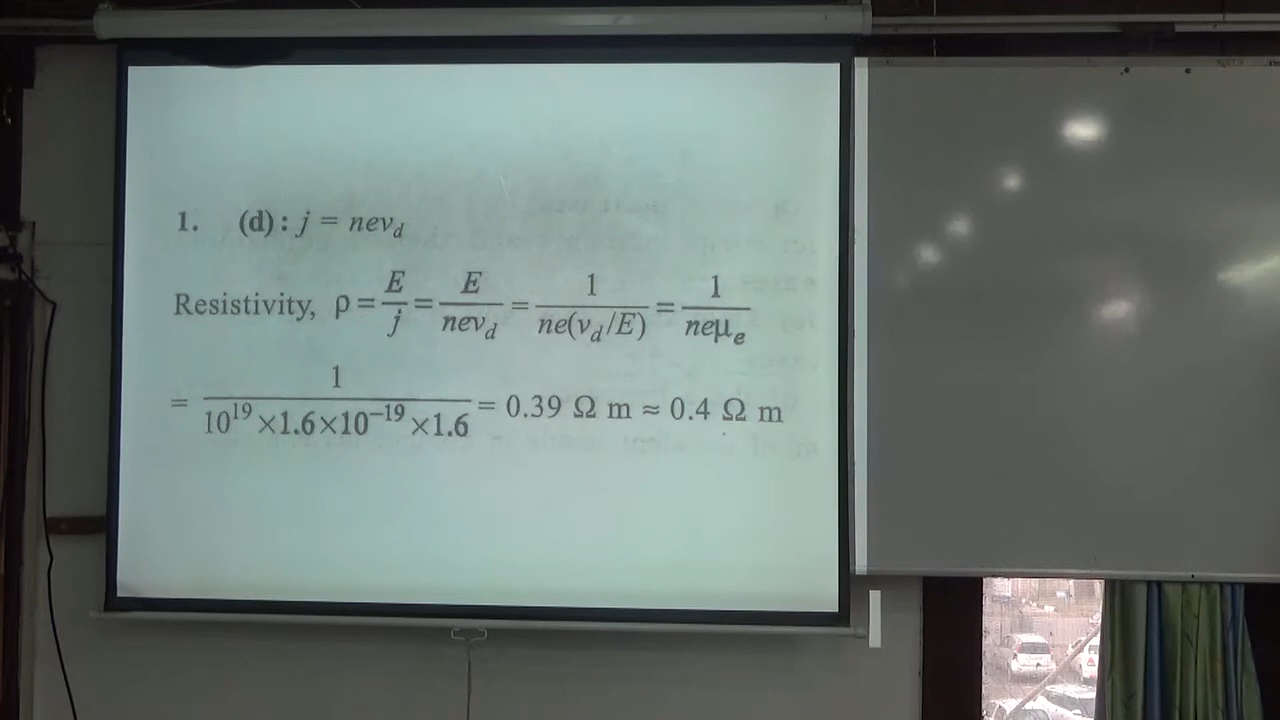 1. (d) : j = nev_d
Resistivity, ρ = E/j = E/nev_d = 1/ne(v_d/E) = 1/neμ_e
= 1/10^19×1.6×10^−19×1.6 = 0.39 Ω m ≈ 0.4 Ω m